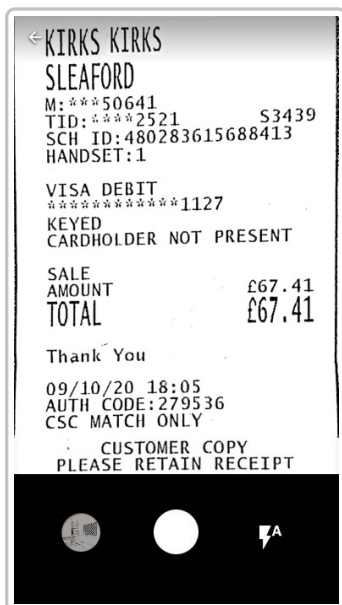 KIRKS KIRKS
SLEAFORD
M:***50641
TID:****2521 S3439
SCH ID:480283615688413
HANDSET:1
VISA DEBIT
************1127
KEYED
CARDHOLDER NOT PRESENT
SALE
AMOUNT £67.41
TOTAL £67.41
Thank You
09/10/20 18:05
AUTH CODE:279536
CSC MATCH ONLY
CUSTOMER COPY
PLEASE RETAIN RECEIPT
A